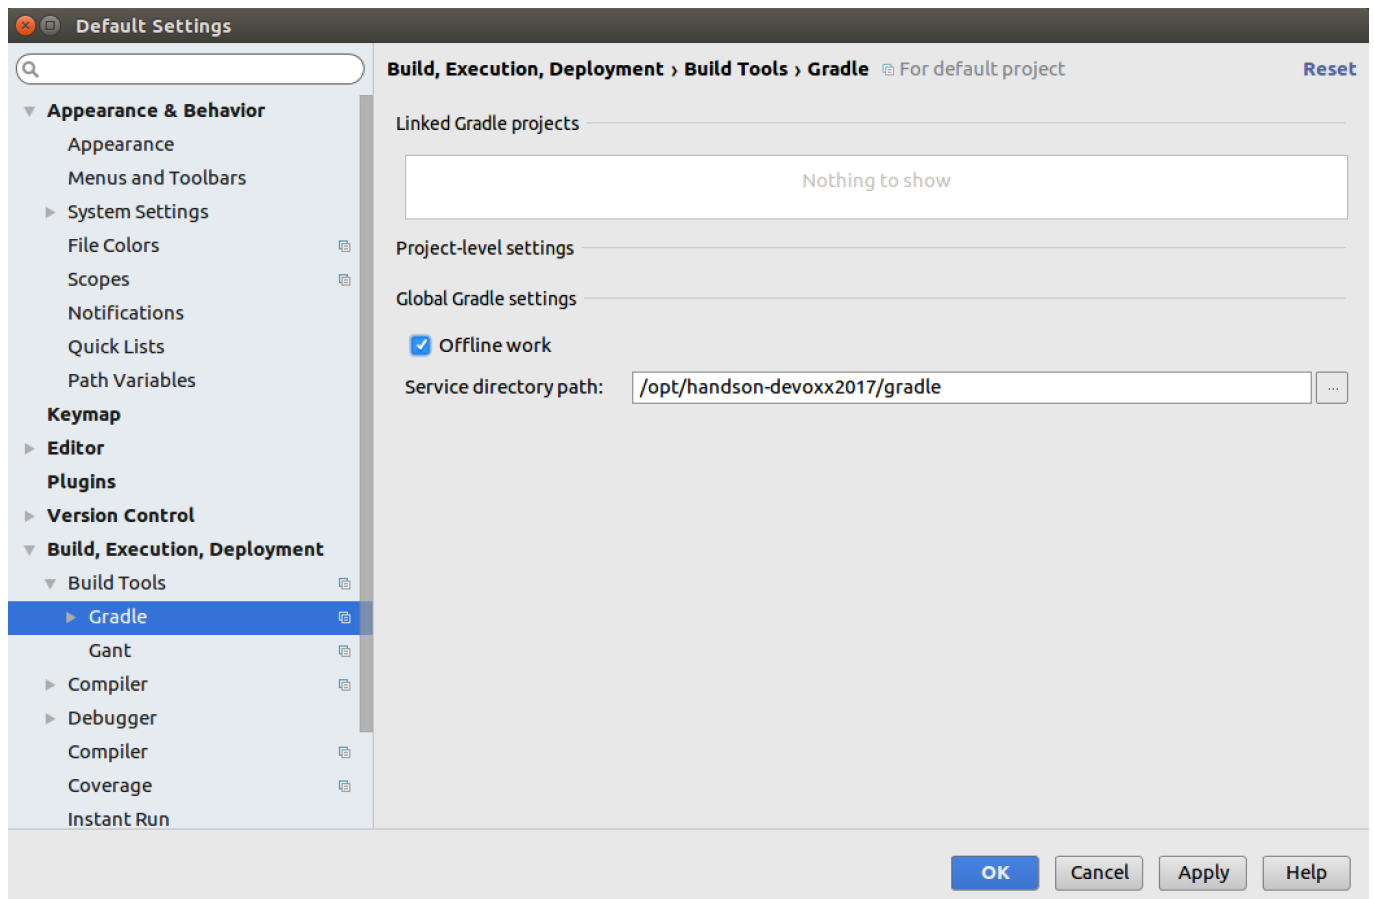 Default Settings
Build, Execution, Deployment › Build Tools › Gradle For default project Reset
Appearance & Behavior
Appearance
Menus and Toolbars
System Settings
File Colors
Scopes
Notifications
Quick Lists
Path Variables
Keymap
Editor
Plugins
Version Control
Build, Execution, Deployment
Build Tools
Gradle
Gant
Compiler
Debugger
Compiler
Coverage
Instant Run
Linked Gradle projects
Nothing to show
Project-level settings
Global Gradle settings
Offline work
Service directory path: /opt/handson-devoxx2017/gradle ...
OK Cancel Apply Help